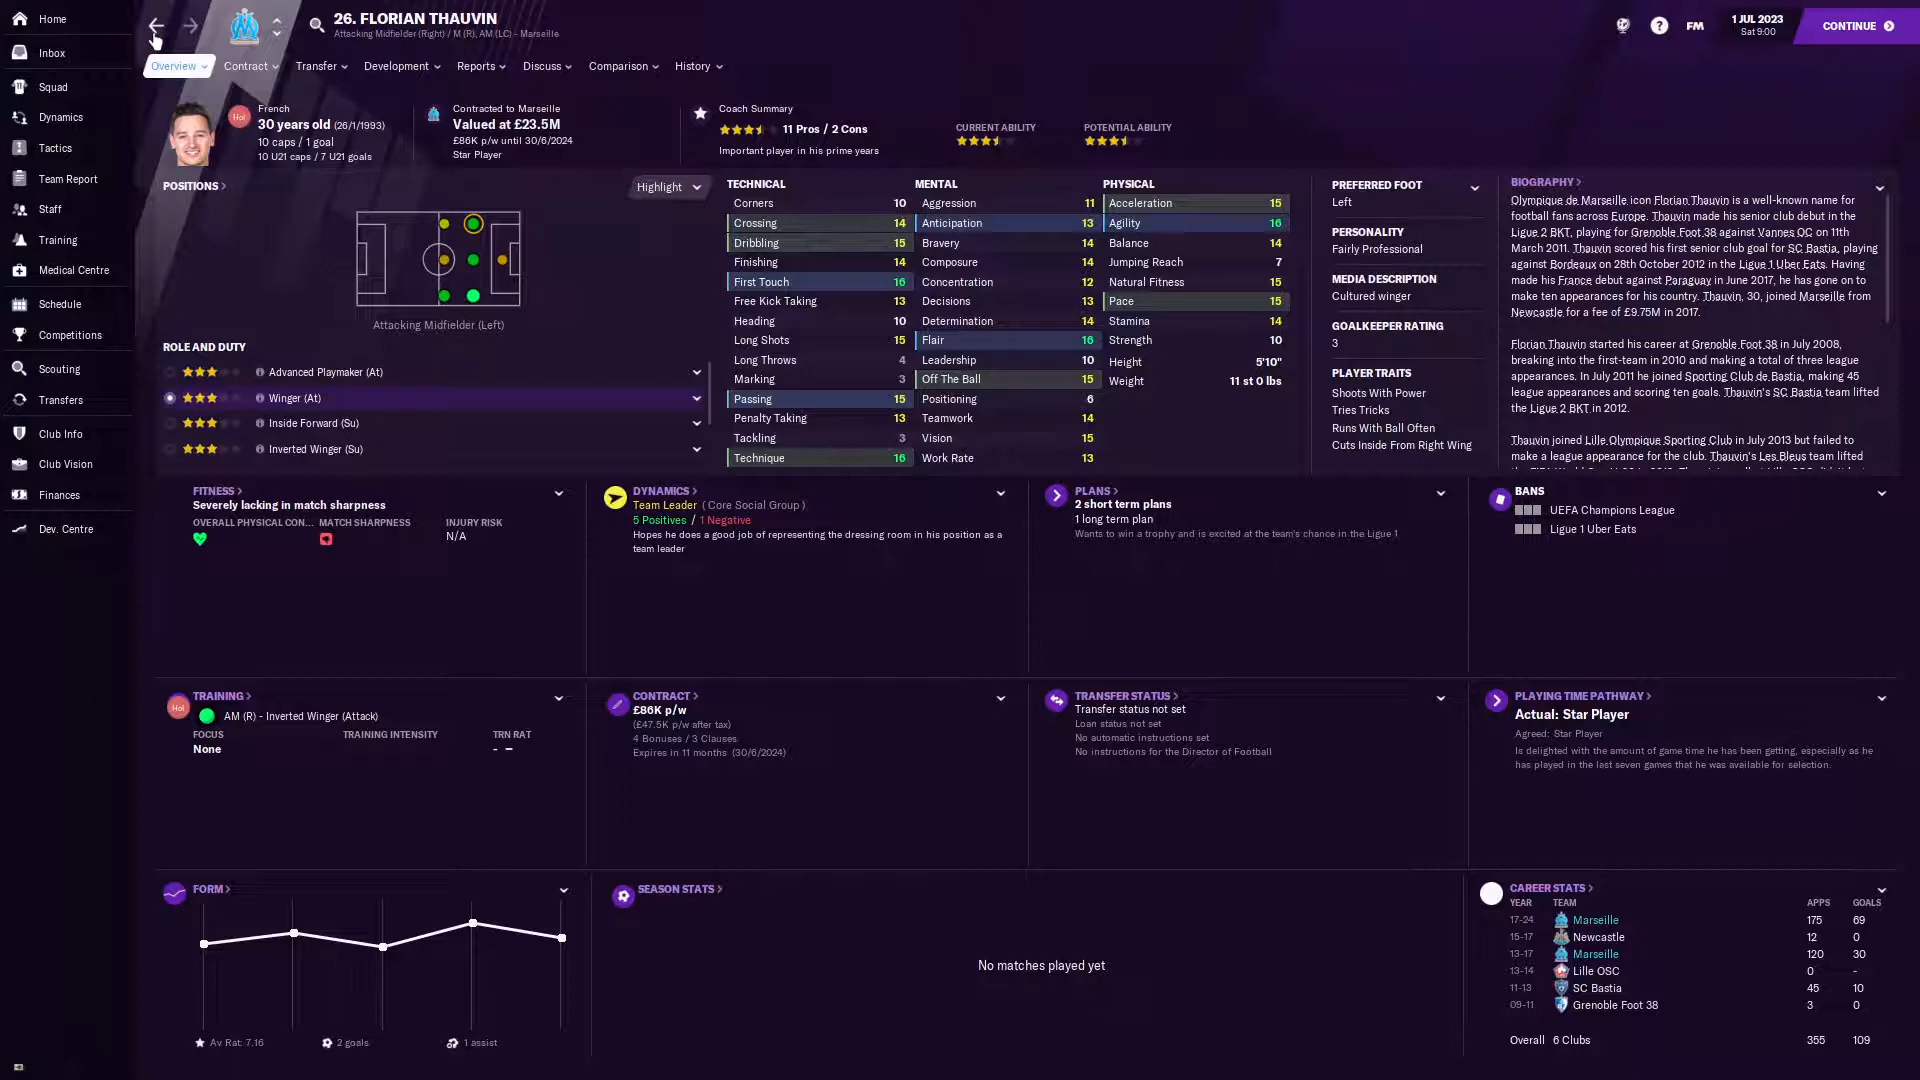 Home
Inbox
Squad
Dynamics
Tactics
Team Report
Staff
Training
Medical Centre
Schedule
Competitions
Scouting
Transfers
Club Info
Club Vision
Finances
Dev. Centre
26. FLORIAN THAUVIN
Attacking Midfielder (Right) / M (R), AM (LC) - Marseille
FM
1 JUL 2023
Sat 9:00
CONTINUE
Overview Contract Transfer Development Reports Discuss Comparison History
Hol
French
30 years old (26/1/1993)
10 caps / 1 goal
10 U21 caps / 7 U21 goals
Contracted to Marseille
Valued at £23.5M
£86K p/w until 30/6/2024
Star Player
Coach Summary
11 Pros / 2 Cons
Important player in his prime years
CURRENT ABILITY
POTENTIAL ABILITY
POSITIONS
Highlight
Attacking Midfielder (Left)
ROLE AND DUTY
Advanced Playmaker (At)
Winger (At)
Inside Forward (Su)
Inverted Winger (Su)
TECHNICAL
Corners 10
Crossing 14
Dribbling 15
Finishing 14
First Touch 16
Free Kick Taking 13
Heading 10
Long Shots 15
Long Throws 4
Marking 3
Passing 15
Penalty Taking 13
Tackling 3
Technique 16
MENTAL
Aggression 11
Anticipation 13
Bravery 14
Composure 14
Concentration 12
Decisions 13
Determination 14
Flair 16
Leadership 10
Off The Ball 15
Positioning 6
Teamwork 14
Vision 15
Work Rate 13
PHYSICAL
Acceleration 15
Agility 16
Balance 14
Jumping Reach 7
Natural Fitness 15
Pace 15
Stamina 14
Strength 10
Height 5'10"
Weight 11 st 0 lbs
PREFERRED FOOT
Left
PERSONALITY
Fairly Professional
MEDIA DESCRIPTION
Cultured winger
GOALKEEPER RATING
3
PLAYER TRAITS
Shoots With Power
Tries Tricks
Runs With Ball Often
Cuts Inside From Right Wing
BIOGRAPHY
Olympique de Marseille icon Florian Thauvin is a well-known name for
football fans across Europe. Thauvin made his senior club debut in the
Ligue 2 BKT, playing for Grenoble Foot 38 against Vannes OC on 11th
March 2011. Thauvin scored his first senior club goal for SC Bastia, playing
against Bordeaux on 28th October 2012 in the Ligue 1 Uber Eats. Having
made his France debut against Paraguay in June 2017, he has gone on to
make ten appearances for his country. Thauvin, 30, joined Marseille from
Newcastle for a fee of £9.75M in 2017.
Florian Thauvin started his career at Grenoble Foot 38 in July 2008,
breaking into the first-team in 2010 and making a total of three league
appearances. In July 2011 he joined Sporting Club de Bastia, making 45
league appearances and scoring ten goals. Thauvin's SC Bastia team lifted
the Ligue 2 BKT in 2012.
Thauvin joined Lille Olympique Sporting Club in July 2013 but failed to
make a league appearance for the club. Thauvin's Les Bleus team lifted
FITNESS
Severely lacking in match sharpness
OVERALL PHYSICAL CON... MATCH SHARPNESS INJURY RISK
N/A
DYNAMICS
Team Leader ( Core Social Group )
5 Positives / 1 Negative
Hopes he does a good job of representing the dressing room in his position as a
team leader
PLANS
2 short term plans
1 long term plan
Wants to win a trophy and is excited at the team's chance in the Ligue 1
BANS
UEFA Champions League
Ligue 1 Uber Eats
TRAINING
Hol
AM (R) - Inverted Winger (Attack)
FOCUS TRAINING INTENSITY TRN RAT
None - –
CONTRACT
£86K p/w
(£47.5K p/w after tax)
4 Bonuses / 3 Clauses
Expires in 11 months (30/6/2024)
TRANSFER STATUS
Transfer status not set
Loan status not set
No automatic instructions set
No instructions for the Director of Football
PLAYING TIME PATHWAY
Actual: Star Player
Agreed: Star Player
Is delighted with the amount of game time he has been getting, especially as he
has played in the last seven games that he was available for selection.
FORM
Av Rat: 7.16 2 goals 1 assist
SEASON STATS
No matches played yet
CAREER STATS
YEAR TEAM APPS GOALS
17-24 Marseille 175 69
15-17 Newcastle 12 0
13-17 Marseille 120 30
13-14 Lille OSC 0 -
11-13 SC Bastia 45 10
09-11 Grenoble Foot 38 3 0
Overall 6 Clubs 355 109